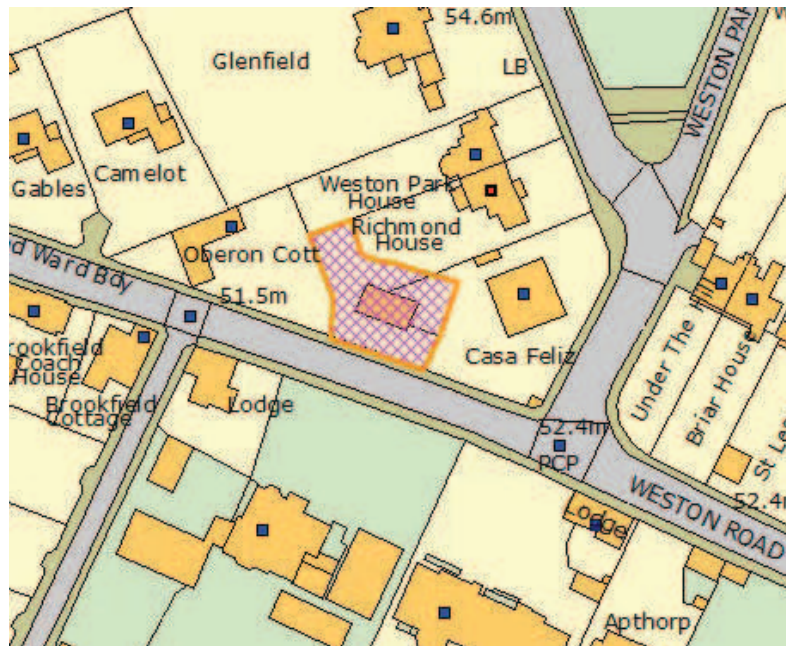 54.6m
Glenfield
LB
WESTON PAR
Camelot
Gables
Weston Park
House
Richmond
House
Oberon Cott
d Ward Bdy
51.5m
Casa Feliz
Under The Hill
Briar House
St Le
rookfield
Coach
House
Brookfield
Cottage
Lodge
52.4m
PCP
WESTON ROAD
52.4m
Lodge
Apthorp